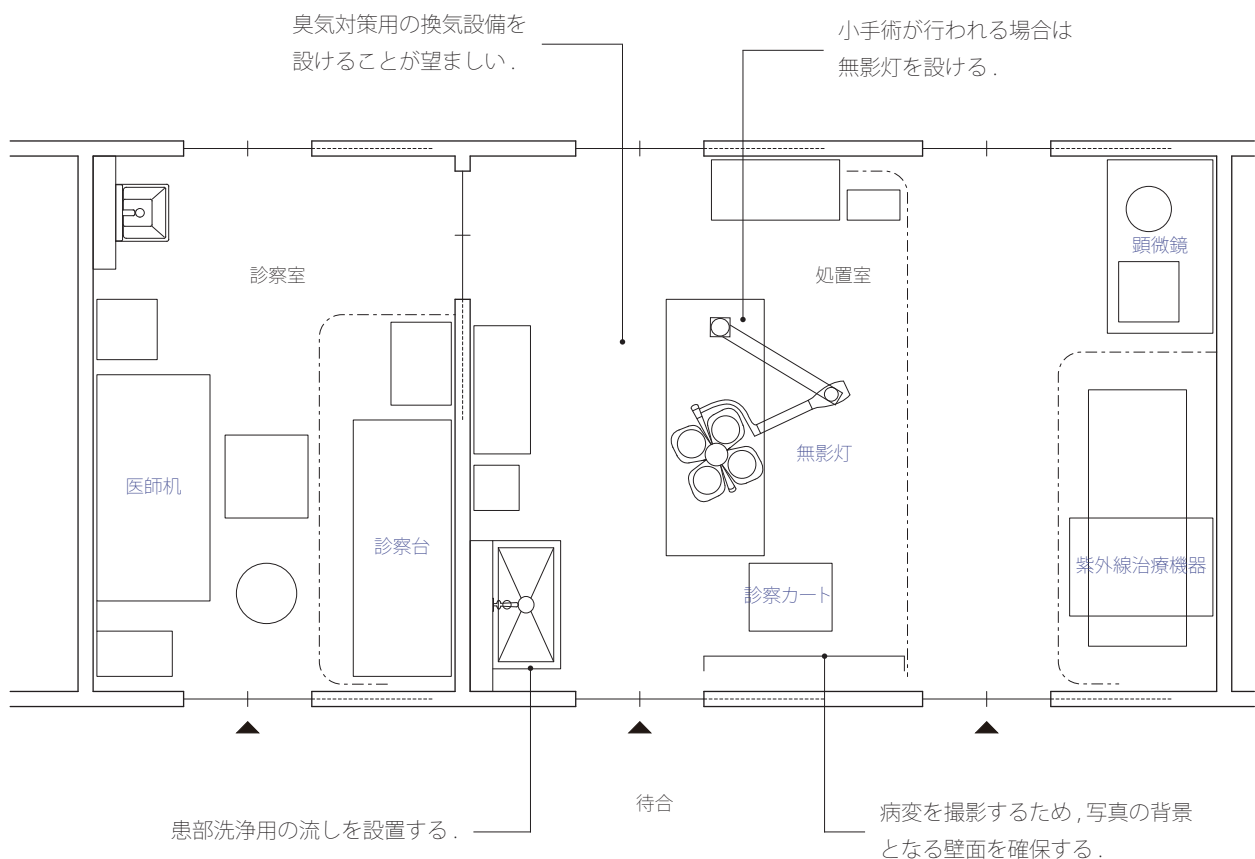 臭気対策用の換気設備を
設けることが望ましい.
小手術が行われる場合は
無影灯を設ける.
診察室
処置室
顕微鏡
医師机
診察台
無影灯
診察カート
紫外線治療機器
待合
患部洗浄用の流しを設置する.
病変を撮影するため,写真の背景
となる壁面を確保する.